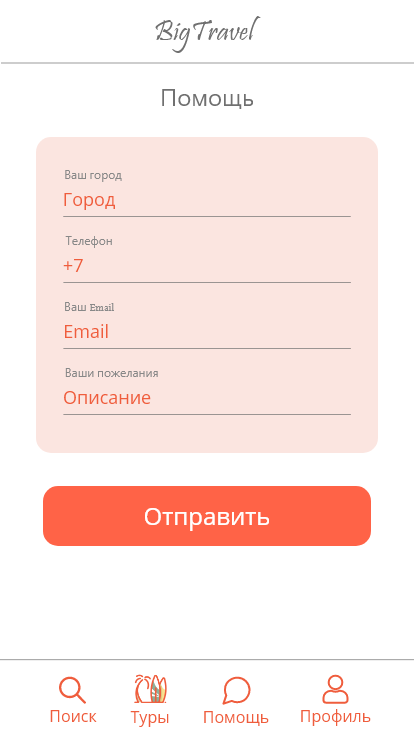 BigTravel
Помощь
Ваш город
Город
Телефон
+7
Ваш Email
Email
Ваши пожелания
Описание
Отправить
Поиск Туры Помощь Профиль